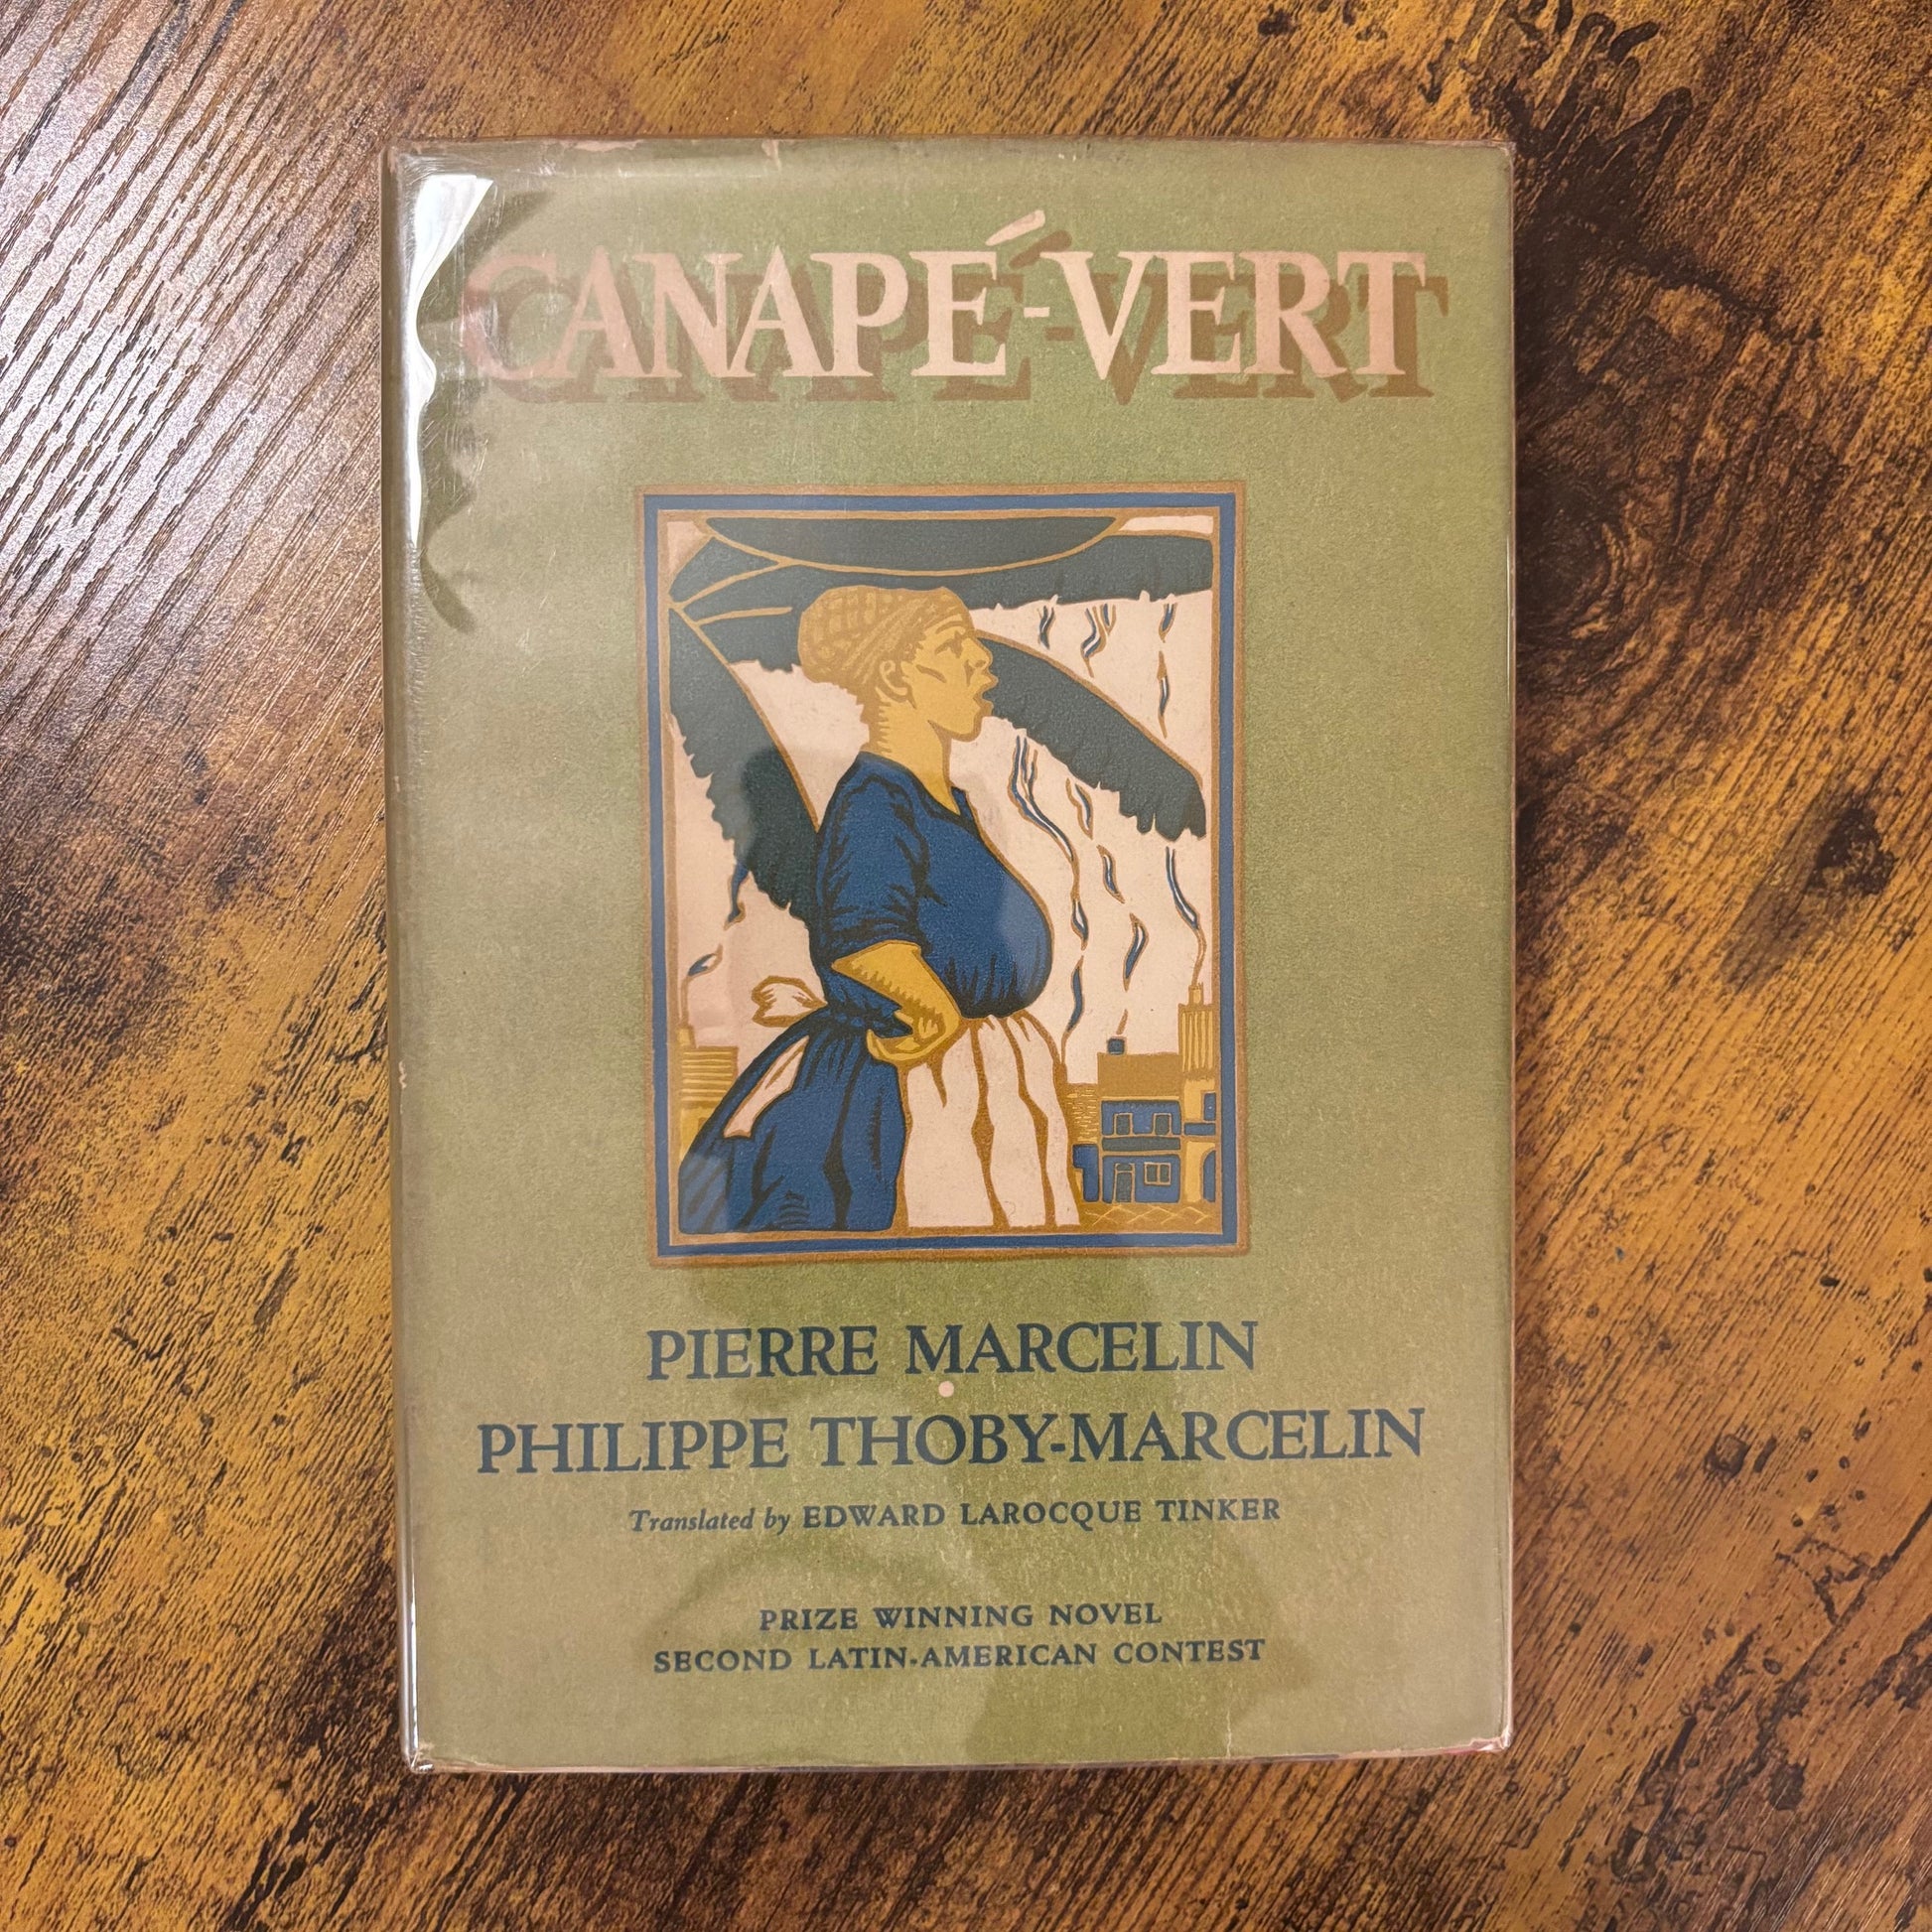 CANAPÉ-VERT
PIERRE MARCELIN
PHILIPPE THOBY-MARCELIN
Translated by EDWARD LAROCQUE TINKER
PRIZE WINNING NOVEL
SECOND LATIN-AMERICAN CONTEST